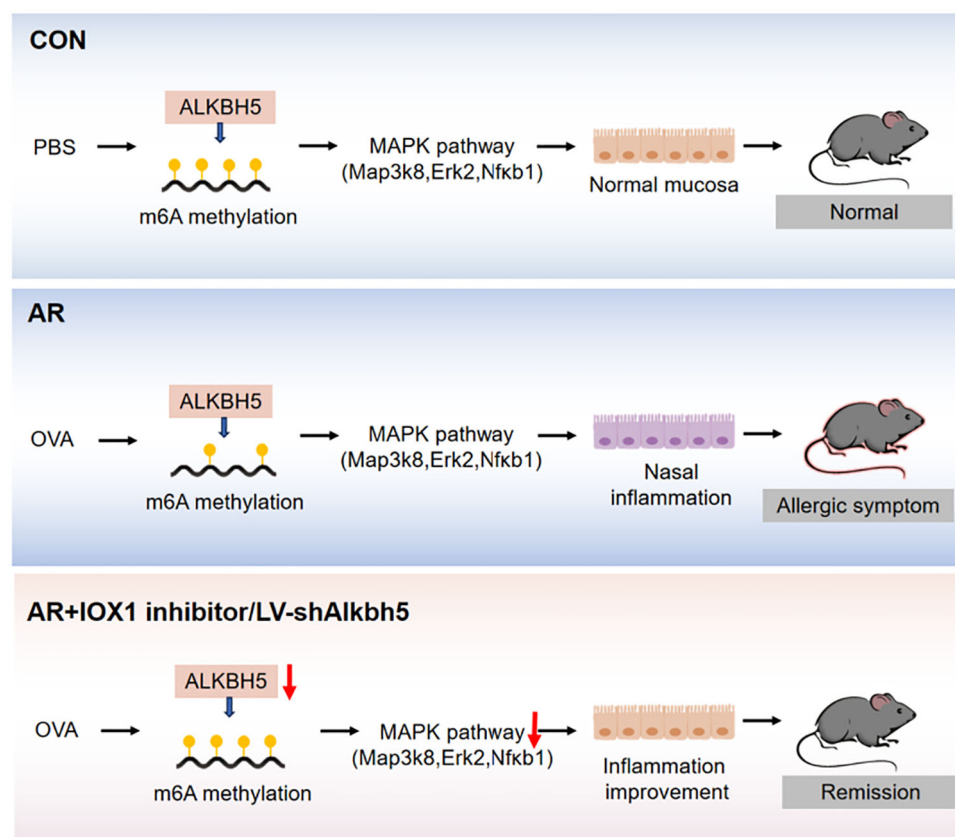 CON
ALKBH5
PBS
m6A methylation
MAPK pathway
(Map3k8,Erk2,Nfκb1)
Normal mucosa
Normal
AR
ALKBH5
OVA
m6A methylation
MAPK pathway
(Map3k8,Erk2,Nfκb1)
Nasal
inflammation
Allergic symptom
AR+IOX1 inhibitor/LV-shAlkbh5
ALKBH5
OVA
m6A methylation
MAPK pathway
(Map3k8,Erk2,Nfκb1)
Inflammation
improvement
Remission